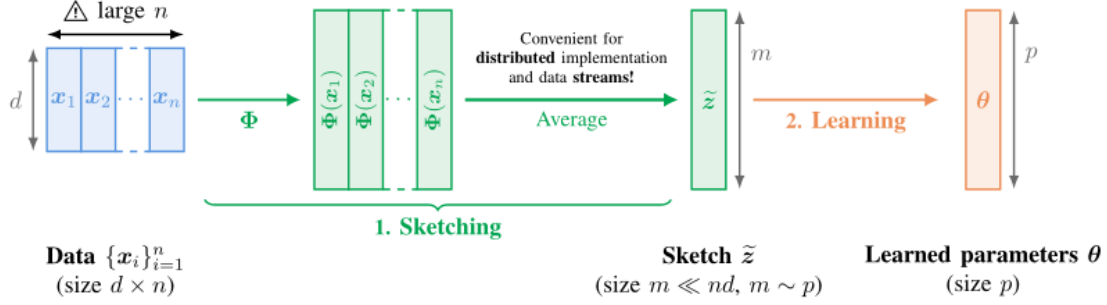 ⚠ large n
d
x₁ x₂ ··· xₙ
Φ
Φ(x₁) Φ(x₂) ··· Φ(xₙ)
Convenient for
distributed implementation
and data streams!
Average
z̃
m
2. Learning
θ
p
1. Sketching
Data {xᵢ}ⁿᵢ₌₁
(size d × n)
Sketch z̃
(size m ≪ nd, m ∼ p)
Learned parameters θ
(size p)